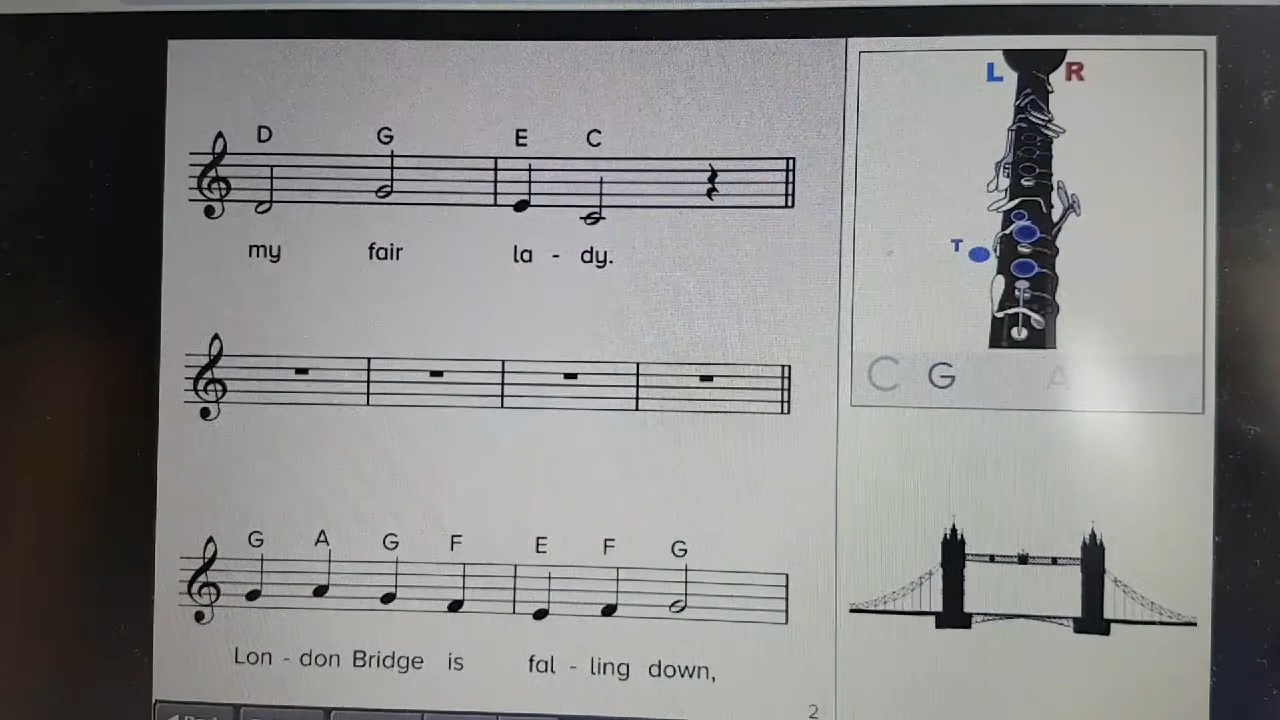 D G E C
my fair la - dy.
G A G F E F G
Lon - don Bridge is fal - ling down,
2
L R
T
C G A